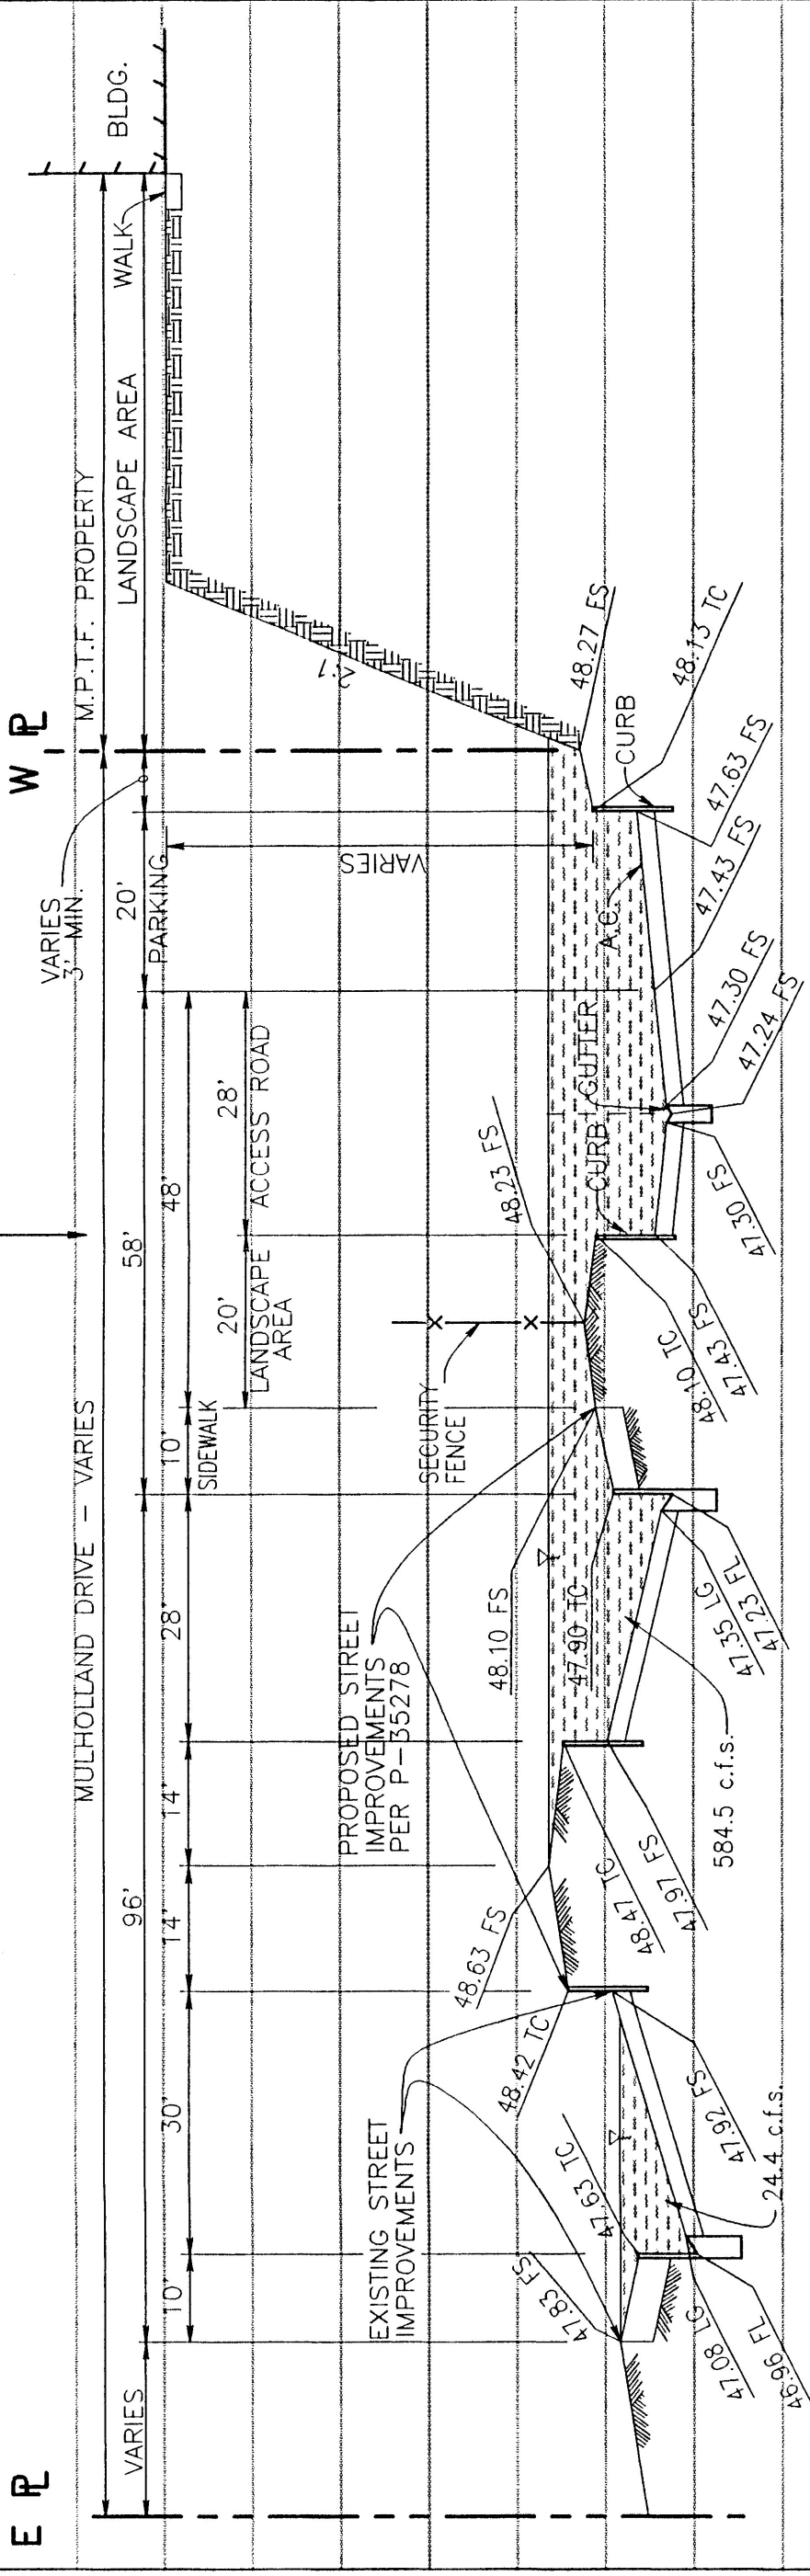 E PL
W PL
MULHOLLAND DRIVE – VARIES
M.P.T.F. PROPERTY
VARIES
96'
58'
VARIES
3' MIN.
20'
PARKING
LANDSCAPE AREA
WALK
BLDG.
10'
30'
14'
14'
28'
10'
SIDEWALK
48'
20'
LANDSCAPE
AREA
28'
ACCESS ROAD
EXISTING STREET
IMPROVEMENTS
PROPOSED STREET
IMPROVEMENTS
PER P–35278
SECURITY
FENCE
VARIES
2:1
47.83 FS
47.63 TC
48.42 TC
48.63 FS
48.10 FS
47.90 TC
48.23 FS
CURB
GUTTER
A.C.
CURB
48.27 FS
48.13 TC
47.08 LG
46.96 FL
24.4 c.f.s.
47.92 FS
48.47 TC
47.97 FS
584.5 c.f.s.
47.35 LG
47.23 FL
48.10 TC
47.43 FS
47.30 FS
47.24 FS
47.30 FS
47.43 FS
47.63 FS